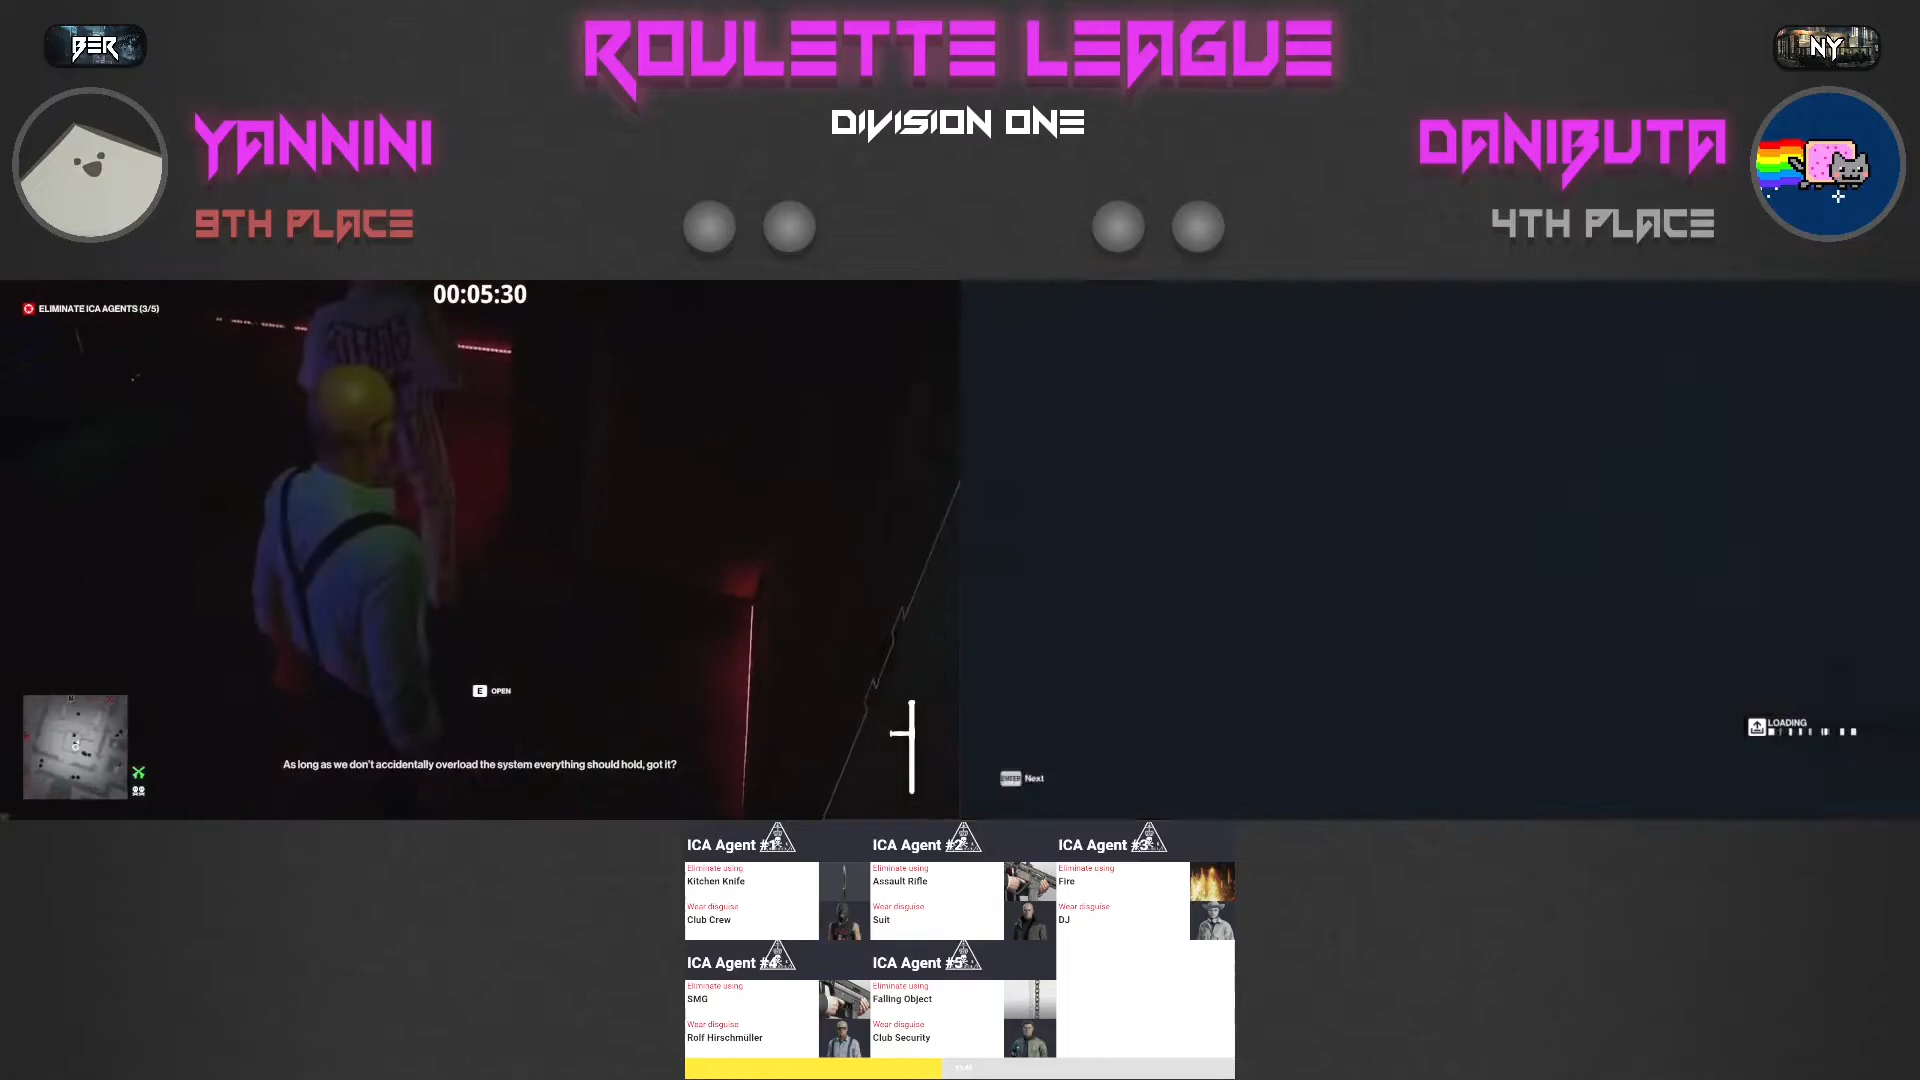 BER
ROULETTE LEAGUE
NY
DIVISION ONE
YANNINI
DANIBUTA
9TH PLACE
4TH PLACE
00:05:30
ELIMINATE ICA AGENTS (3/5)
E OPEN
LOADING
As long as we don't accidentally overload the system everything should hold, got it?
ENTER Next
ICA Agent #1
ICA Agent #2
ICA Agent #3
Eliminate using
Eliminate using
Eliminate using
Kitchen Knife
Assault Rifle
Fire
Wear disguise
Wear disguise
Wear disguise
Club Crew
Suit
DJ
ICA Agent #4
ICA Agent #5
Eliminate using
Eliminate using
SMG
Falling Object
Wear disguise
Wear disguise
Rolf Hirschmüller
Club Security